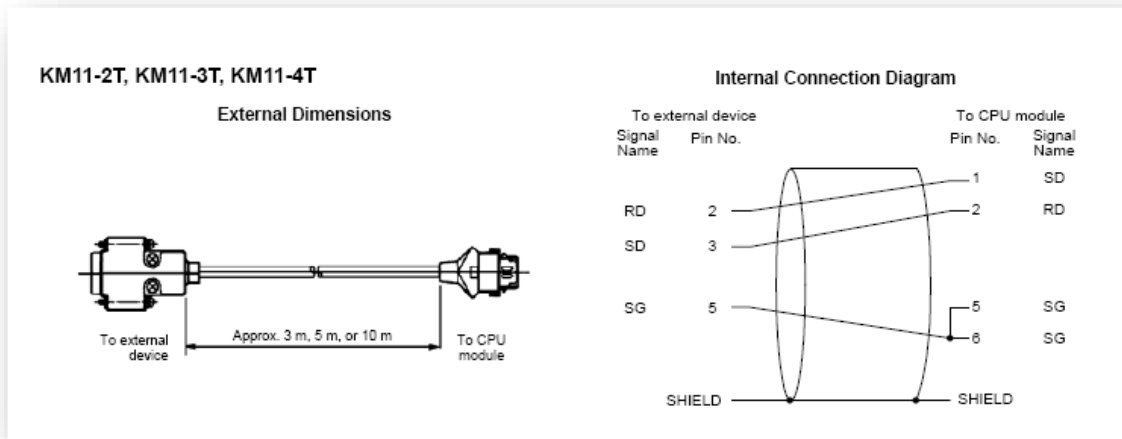 KM11-2T, KM11-3T, KM11-4T
External Dimensions
To external
device
Approx. 3 m, 5 m, or 10 m
To CPU
module
Internal Connection Diagram
To external device
To CPU module
Signal
Name
Pin No.
Pin No.
Signal
Name
1 SD
RD 2
2 RD
SD 3
SG 5
5 SG
6 SG
SHIELD
SHIELD